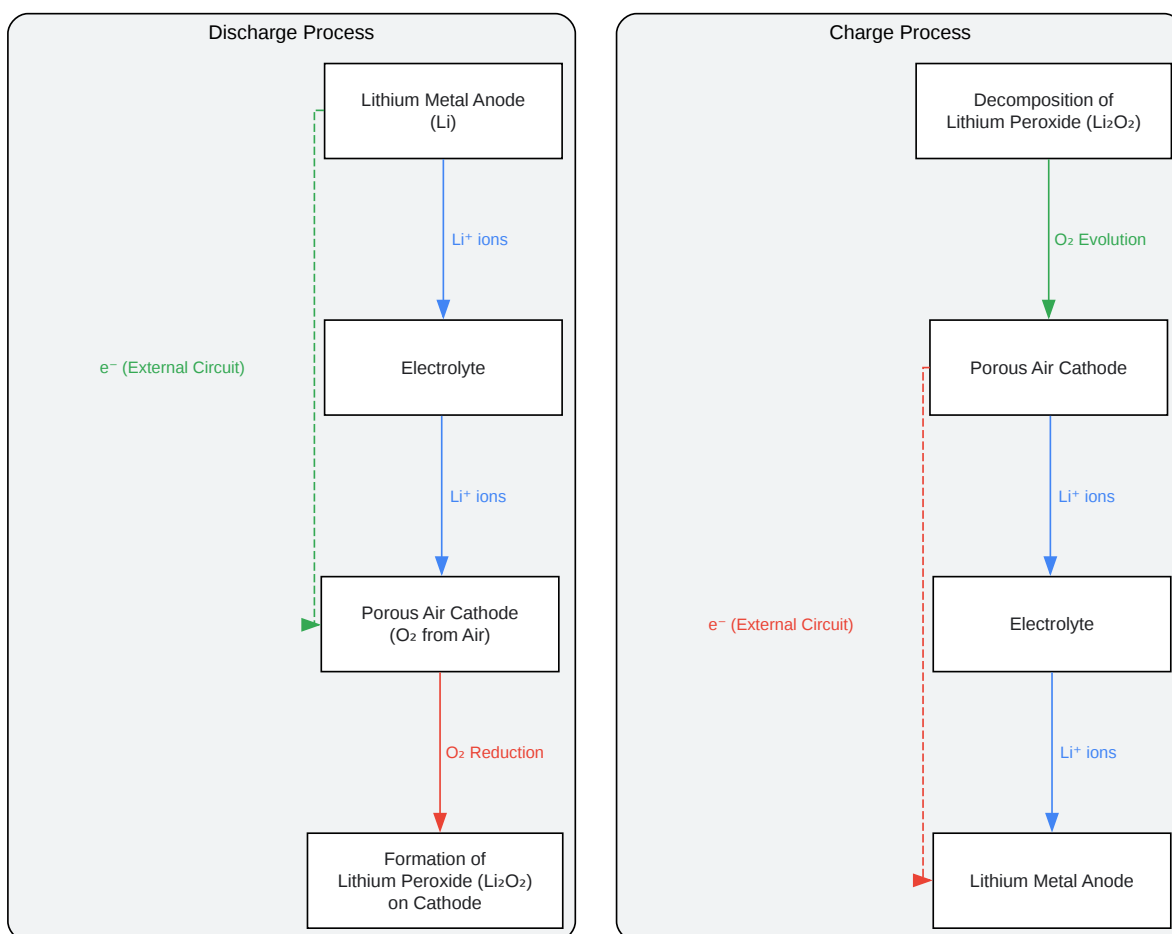 Discharge Process
Lithium Metal Anode
(Li)
Li⁺ ions
Electrolyte
e⁻ (External Circuit)
Li⁺ ions
Porous Air Cathode
(O₂ from Air)
O₂ Reduction
Formation of
Lithium Peroxide (Li₂O₂)
on Cathode
Charge Process
Decomposition of
Lithium Peroxide (Li₂O₂)
O₂ Evolution
Porous Air Cathode
Li⁺ ions
e⁻ (External Circuit)
Electrolyte
Li⁺ ions
Lithium Metal Anode